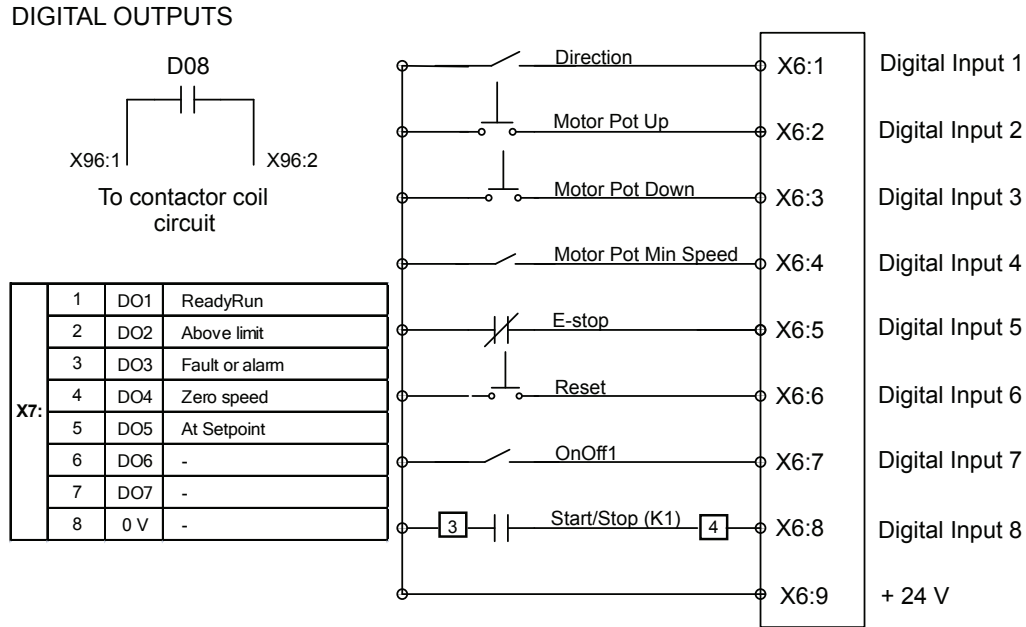 DIGITAL OUTPUTS
D08
X96:1
X96:2
To contactor coil
circuit
X7:
1 DO1 ReadyRun
2 DO2 Above limit
3 DO3 Fault or alarm
4 DO4 Zero speed
5 DO5 At Setpoint
6 DO6 -
7 DO7 -
8 0 V -
Direction X6:1 Digital Input 1
Motor Pot Up X6:2 Digital Input 2
Motor Pot Down X6:3 Digital Input 3
Motor Pot Min Speed X6:4 Digital Input 4
E-stop X6:5 Digital Input 5
Reset X6:6 Digital Input 6
OnOff1 X6:7 Digital Input 7
3 Start/Stop (K1) 4 X6:8 Digital Input 8
X6:9 + 24 V